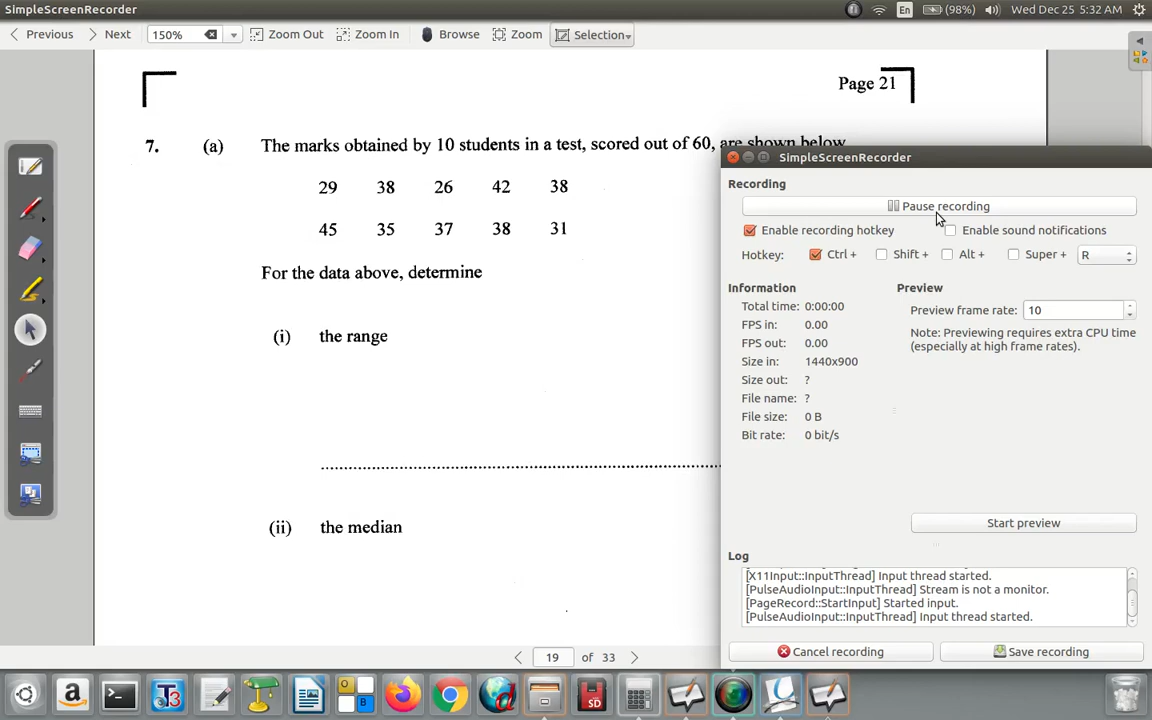 SimpleScreenRecorder
En (98%) Wed Dec 25 5:32 AM
Previous Next 150% Zoom Out Zoom In Browse Zoom Selection
Page 21
7. (a) The marks obtained by 10 students in a test, scored out of 60, are shown below
29 38 26 42 38
45 35 37 38 31
For the data above, determine
(i) the range
(ii) the median
SimpleScreenRecorder
Recording
Pause recording
Enable recording hotkey Enable sound notifications
Hotkey: Ctrl + Shift + Alt + Super + R
Information
Total time: 0:00:00
FPS in: 0.00
FPS out: 0.00
Size in: 1440x900
Size out: ?
File name: ?
File size: 0 B
Bit rate: 0 bit/s
Preview
Preview frame rate: 10
Note: Previewing requires extra CPU time
(especially at high frame rates).
Start preview
Log
[X11Input::InputThread] Input thread started.
[PulseAudioInput::InputThread] Stream is not a monitor.
[PageRecord::StartInput] Started input.
[PulseAudioInput::InputThread] Input thread started.
Cancel recording Save recording
19 of 33